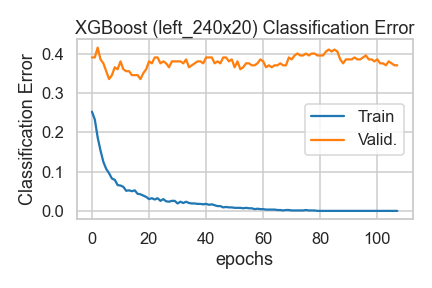 XGBoost (left_240x20) Classification Error
Classification Error
0.4
0.3
0.2
0.1
0.0
Train
Valid.
0 20 40 60 80 100
epochs